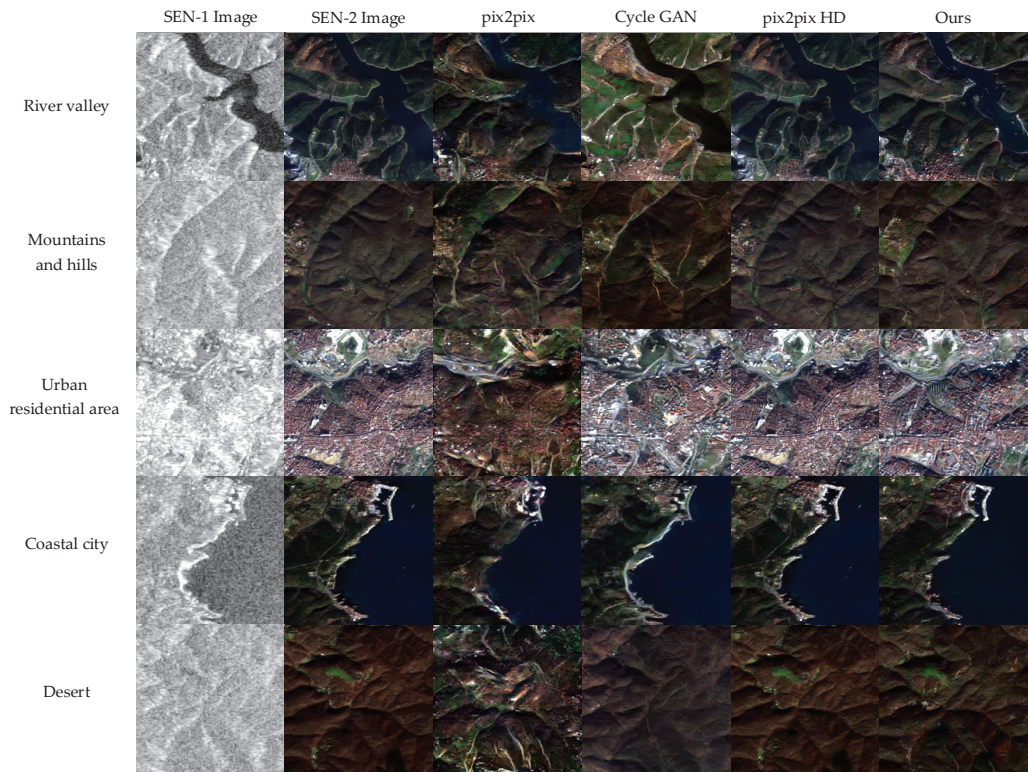 SEN-1 Image SEN-2 Image pix2pix Cycle GAN pix2pix HD Ours
River valley
Mountains
and hills
Urban
residential area
Coastal city
Desert